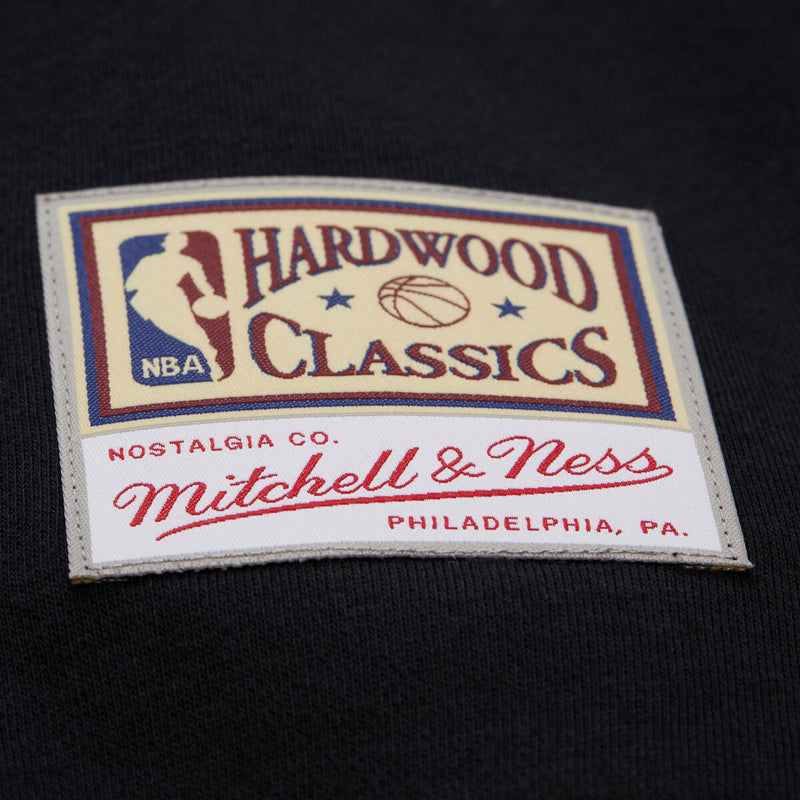 NBA
HARDWOOD
CLASSICS
NOSTALGIA CO.
Mitchell & Ness
PHILADELPHIA, PA.